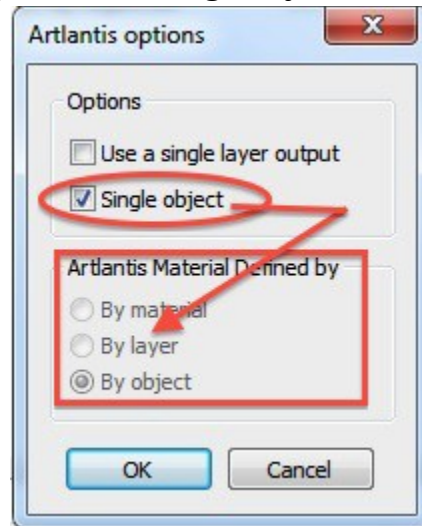 Artlantis options
Options
Use a single layer output
Single object
Artlantis Material Defined by
By material
By layer
By object
OK Cancel